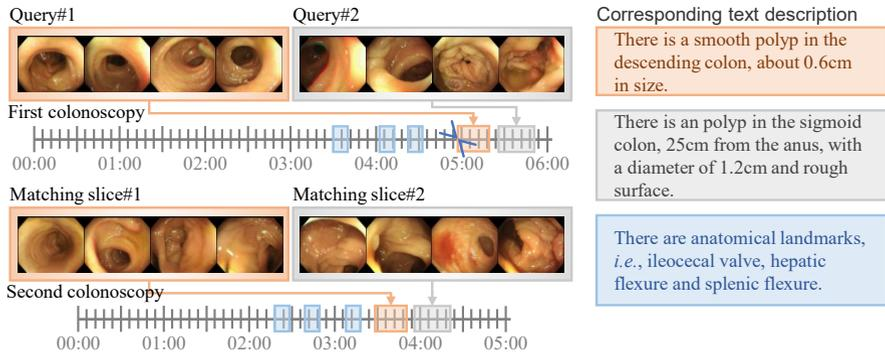 Query#1
Query#2
Corresponding text description
There is a smooth polyp in the
descending colon, about 0.6cm
in size.
First colonoscopy
00:00 01:00 02:00 03:00 04:00 05:00 06:00
There is an polyp in the sigmoid
colon, 25cm from the anus, with
a diameter of 1.2cm and rough
surface.
Matching slice#1
Matching slice#2
There are anatomical landmarks,
i.e., ileocecal valve, hepatic
flexure and splenic flexure.
Second colonoscopy
00:00 01:00 02:00 03:00 04:00 05:00